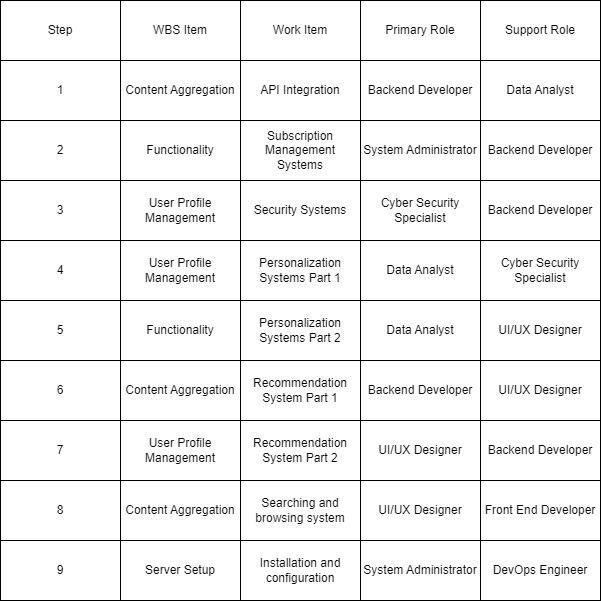 Step WBS Item Work Item Primary Role Support Role
1 Content Aggregation API Integration Backend Developer Data Analyst
2 Functionality Subscription Management Systems System Administrator Backend Developer
3 User Profile Management Security Systems Cyber Security Specialist Backend Developer
4 User Profile Management Personalization Systems Part 1 Data Analyst Cyber Security Specialist
5 Functionality Personalization Systems Part 2 Data Analyst UI/UX Designer
6 Content Aggregation Recommendation System Part 1 Backend Developer UI/UX Designer
7 User Profile Management Recommendation System Part 2 UI/UX Designer Backend Developer
8 Content Aggregation Searching and browsing system UI/UX Designer Front End Developer
9 Server Setup Installation and configuration System Administrator DevOps Engineer